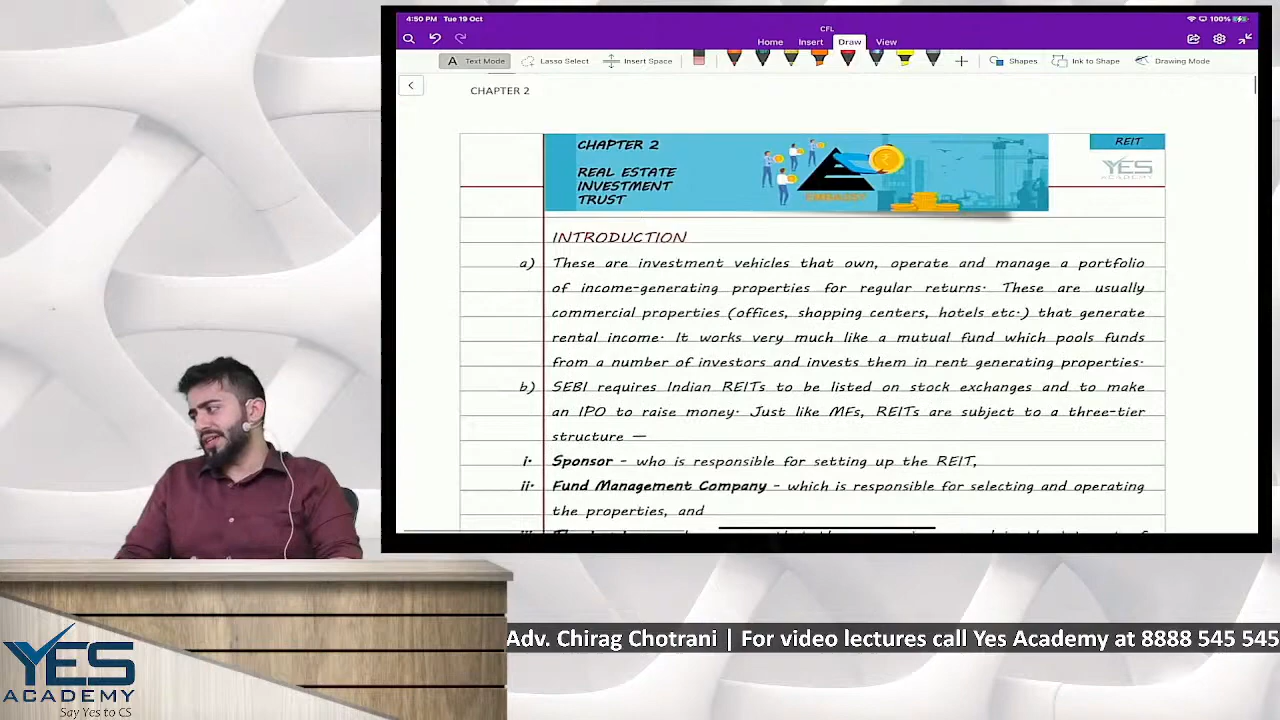 4:50 PM Tue 19 Oct
100%
CFL
Home Insert Draw View
Text Mode Lasso Select Insert Space Shapes Ink to Shape Drawing Mode
CHAPTER 2
CHAPTER 2
REAL ESTATE
INVESTMENT
TRUST
EMBASSY
REIT
YES
ACADEMY
INTRODUCTION
a) These are investment vehicles that own, operate and manage a portfolio
of income-generating properties for regular returns. These are usually
commercial properties (offices, shopping centers, hotels etc.) that generate
rental income. It works very much like a mutual fund which pools funds
from a number of investors and invests them in rent generating properties.
b) SEBI requires Indian REITs to be listed on stock exchanges and to make
an IPO to raise money. Just like MFs, REITs are subject to a three-tier
structure —
i. Sponsor - who is responsible for setting up the REIT,
ii. Fund Management Company - which is responsible for selecting and operating
the properties, and
Adv. Chirag Chotrani | For video lectures call Yes Academy at 8888 545 545
YES
ACADEMY
Say Yes to CS